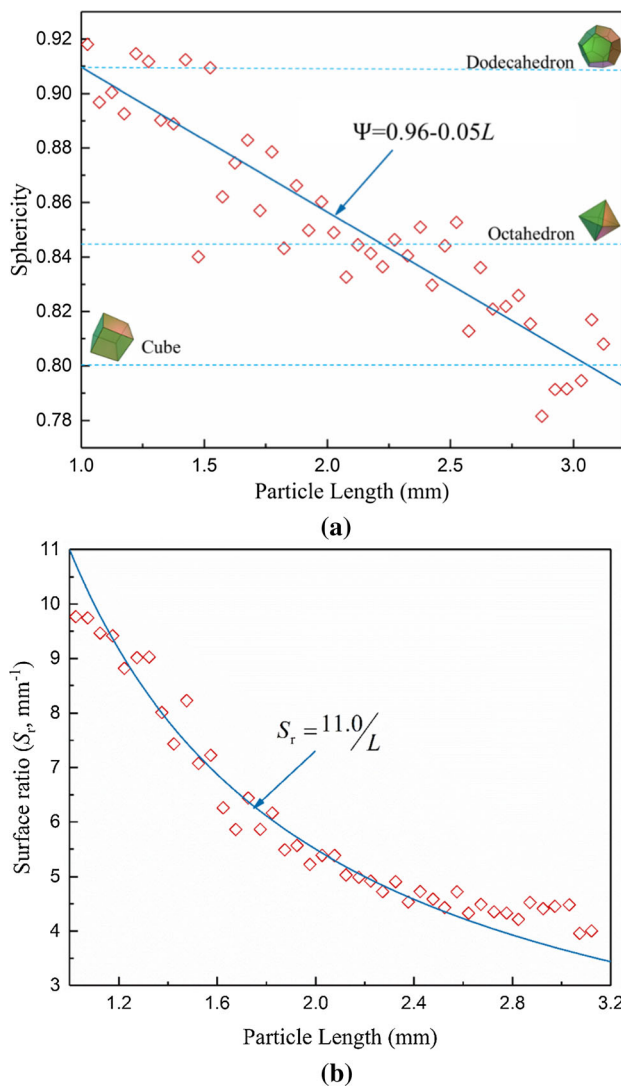 0.92
0.90
0.88
0.86
0.84
0.82
0.80
0.78
Sphericity
Dodecahedron
Ψ=0.96-0.05L
Octahedron
Cube
1.0 1.5 2.0 2.5 3.0
Particle Length (mm)
(a)
11
10
9
8
7
6
5
4
3
Surface ratio (Sr, mm-1)
Sr = 11.0/L
1.2 1.6 2.0 2.4 2.8 3.2
Particle Length (mm)
(b)